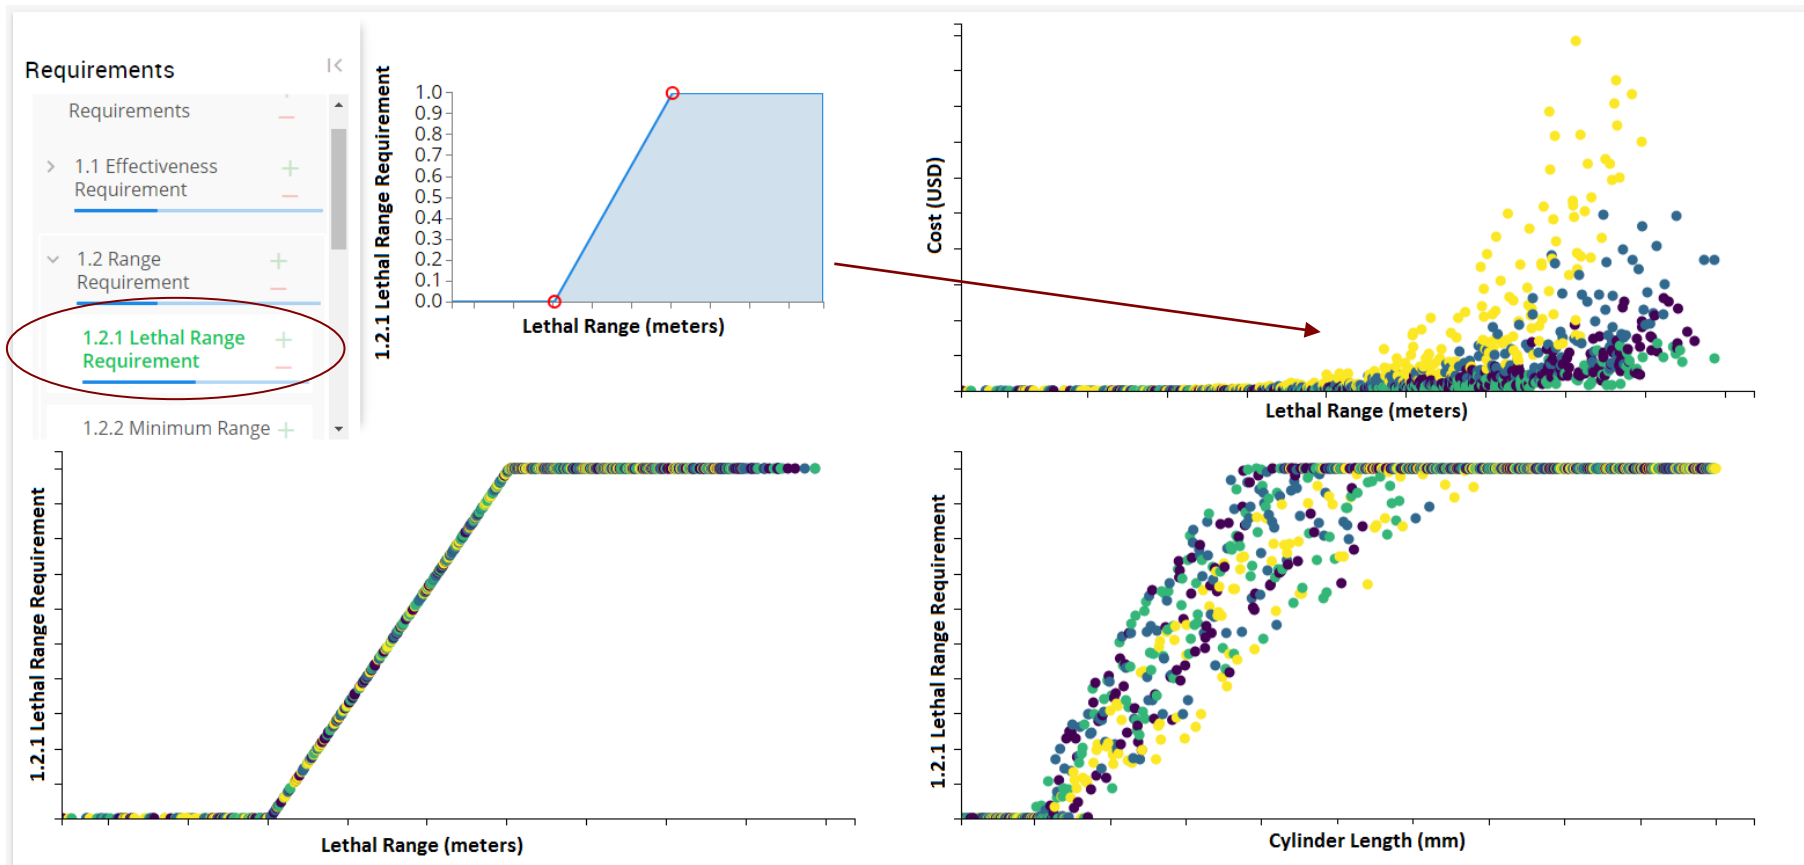 Requirements
Requirements
1.1 Effectiveness
Requirement
1.2 Range
Requirement
1.2.1 Lethal Range
Requirement
1.2.2 Minimum Range
1.2.1 Lethal Range Requirement
1.0
0.9
0.8
0.7
0.6
0.5
0.4
0.3
0.2
0.1
0.0
Lethal Range (meters)
Cost (USD)
Lethal Range (meters)
1.2.1 Lethal Range Requirement
Lethal Range (meters)
1.2.1 Lethal Range Requirement
Cylinder Length (mm)